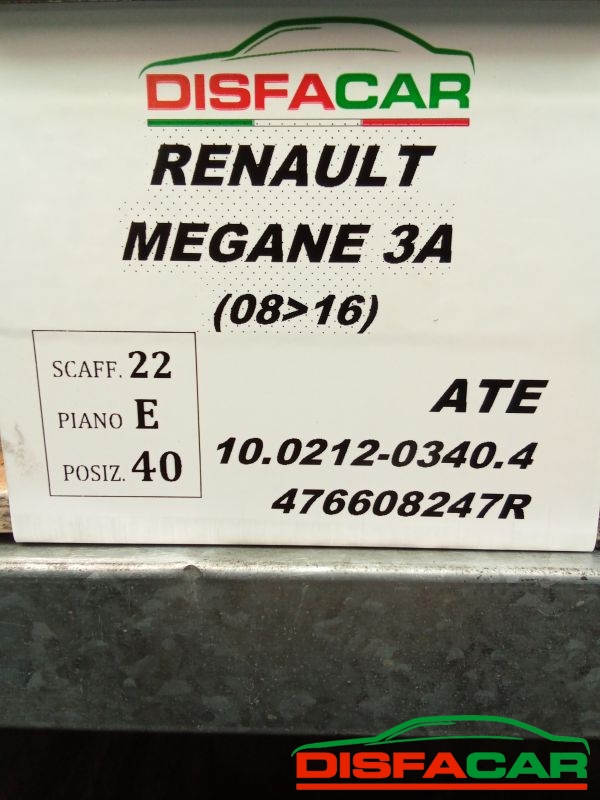 DISFACAR
RENAULT
MEGANE 3A
(08>16)
SCAFF. 22
PIANO E
POSIZ. 40
ATE
10.0212-0340.4
476608247R
DISFACAR